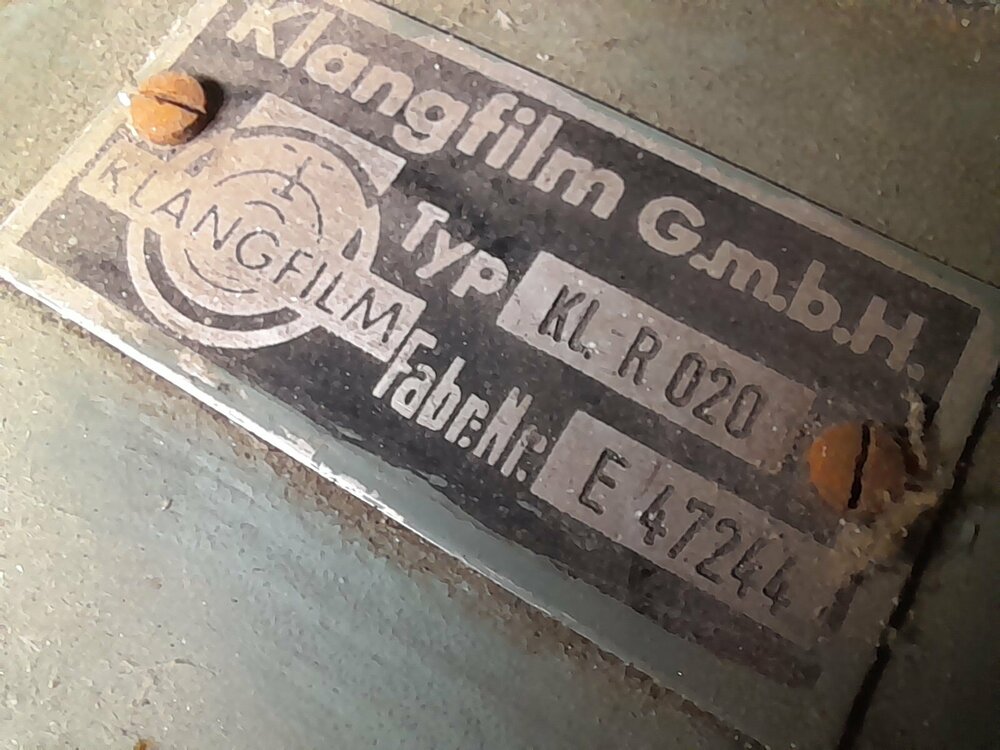 Klangfilm G.m.b.H.
KLANGFILM
Typ KL.-R 020
Fabr.Nr. E 47244